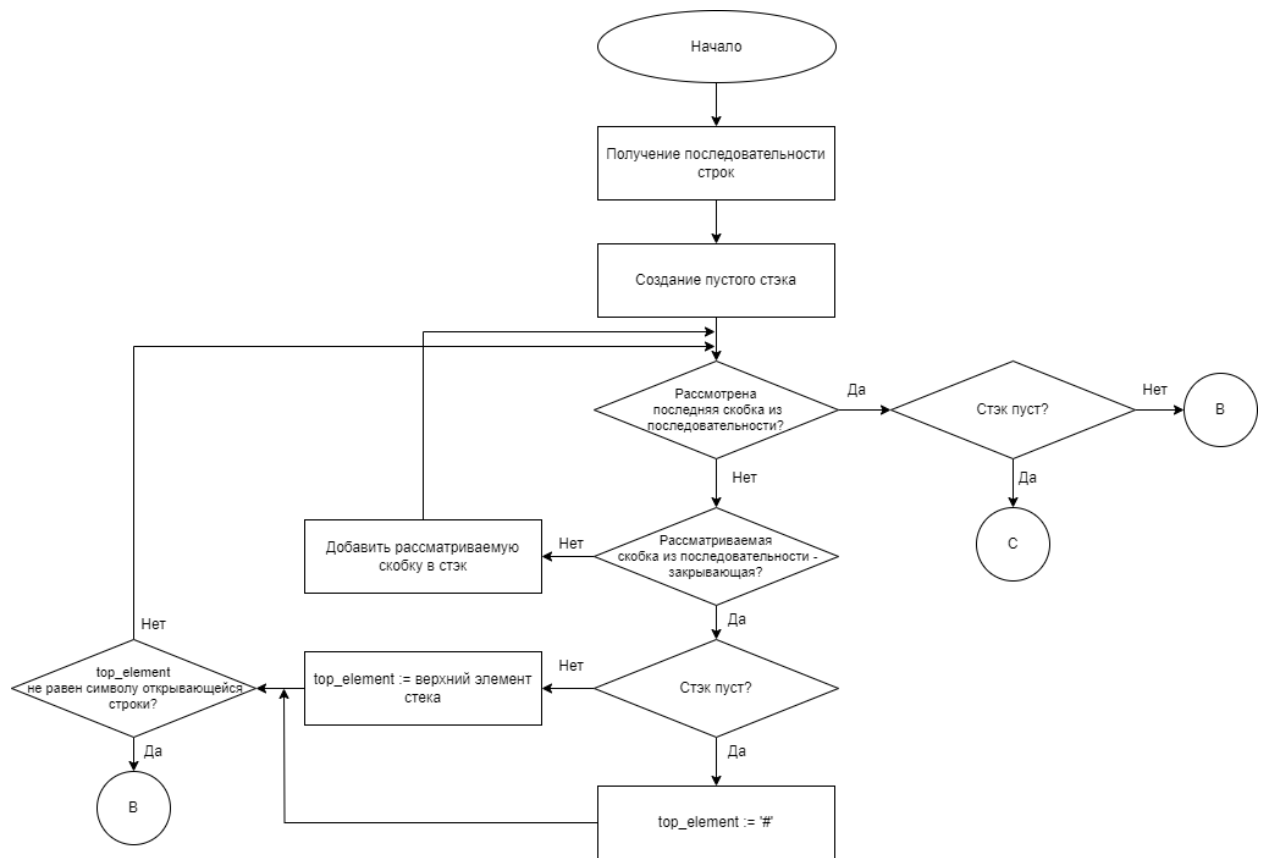 Начало
Получение последовательности
строк
Создание пустого стэка
Рассмотрена
последняя скобка из
последовательности?
Да
Стэк пуст?
Нет
B
Нет
Да
C
Добавить рассматриваемую
скобку в стэк
Нет
Рассматриваемая
скобка из последовательности -
закрывающая?
Да
Нет
top_element
не равен символу открывающейся
строки?
top_element := верхний элемент
стека
Нет
Стэк пуст?
Да
Да
B
top_element := '#'